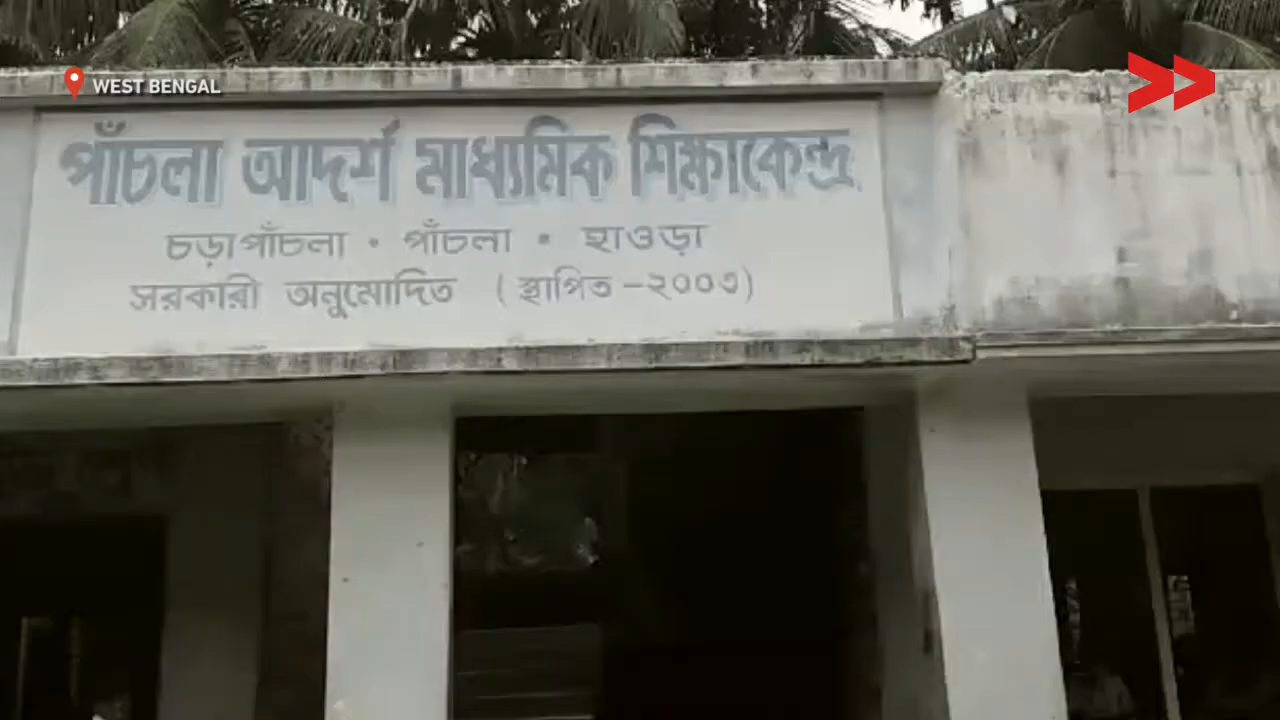 WEST BENGAL
পাঁচলা আদর্শ মাধ্যমিক শিক্ষাকেন্দ্র
চড়াপাঁচলা • পাঁচলা • হাওড়া
সরকারী অনুমোদিত (স্থাপিত-২০০৩)